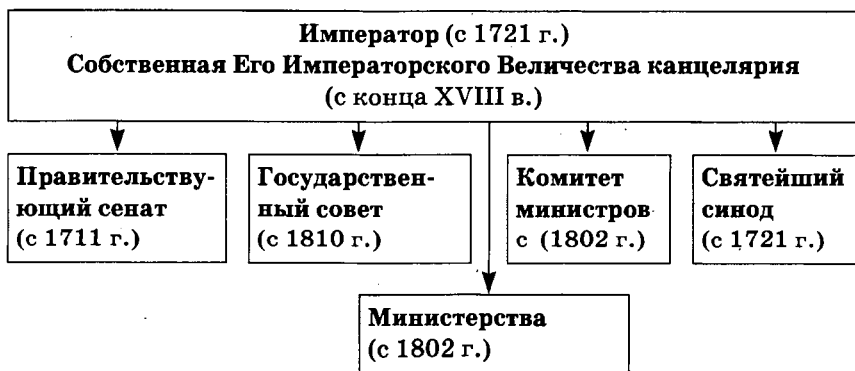 Император (с 1721 г.)
Собственная Его Императорского Величества канцелярия
(с конца XVIII в.)
Правительству-
ющий сенат
(с 1711 г.)
Государствен-
ный совет
(с 1810 г.)
Комитет
министров
с (1802 г.)
Святейший
синод
(с 1721 г.)
Министерства
(с 1802 г.)